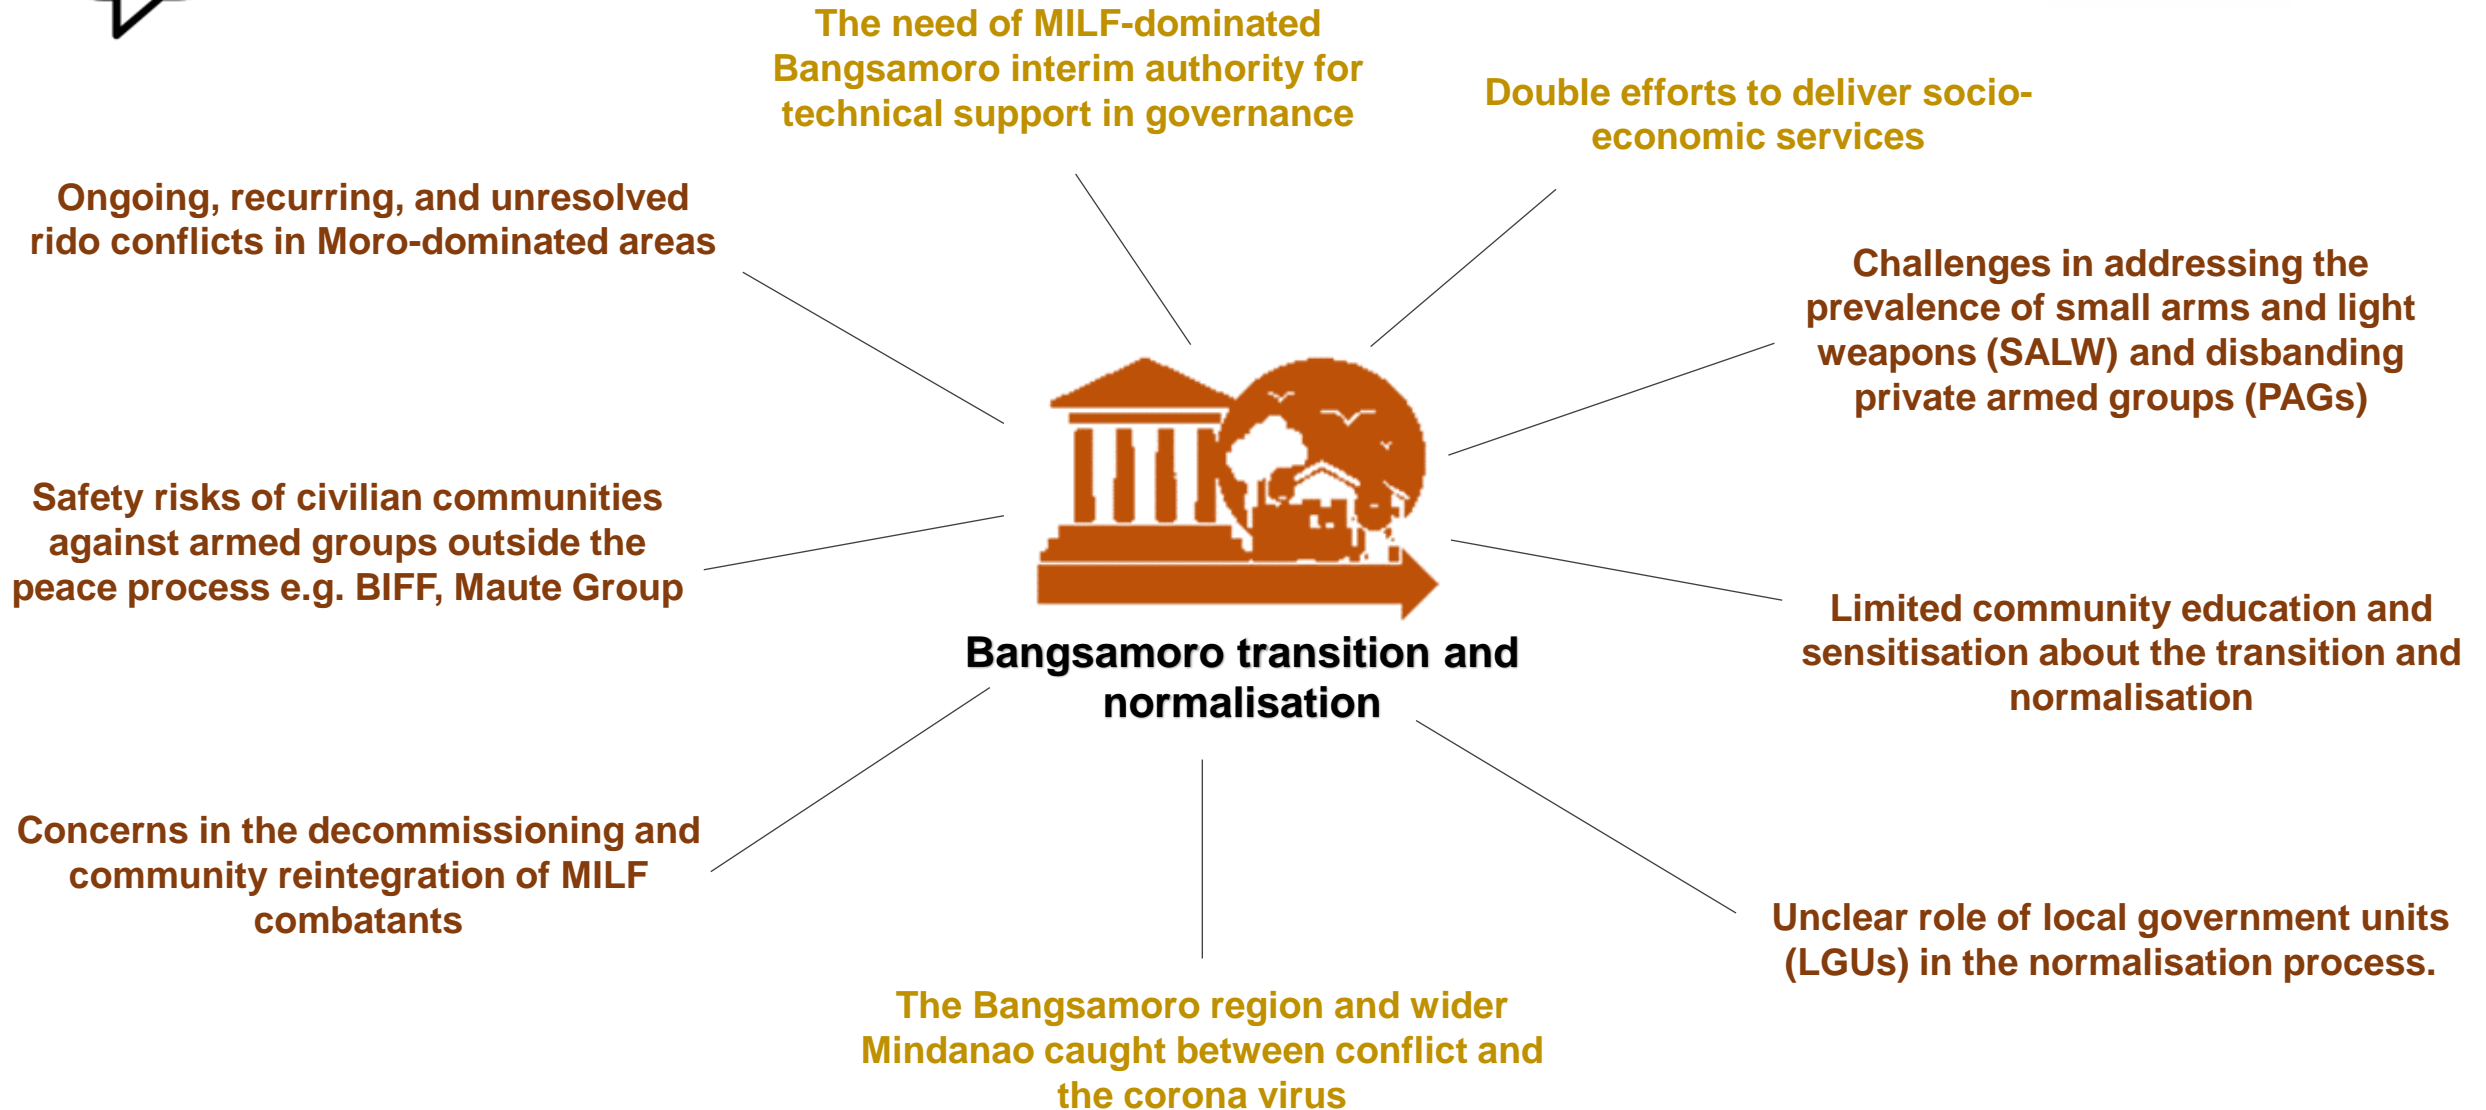 The need of MILF-dominated
Bangsamoro interim authority for
technical support in governance
Double efforts to deliver socio-
economic services
Ongoing, recurring, and unresolved
rido conflicts in Moro-dominated areas
Challenges in addressing the
prevalence of small arms and light
weapons (SALW) and disbanding
private armed groups (PAGs)
Safety risks of civilian communities
against armed groups outside the
peace process e.g. BIFF, Maute Group
Limited community education and
sensitisation about the transition and
normalisation
Bangsamoro transition and
normalisation
Concerns in the decommissioning and
community reintegration of MILF
combatants
Unclear role of local government units
(LGUs) in the normalisation process.
The Bangsamoro region and wider
Mindanao caught between conflict and
the corona virus